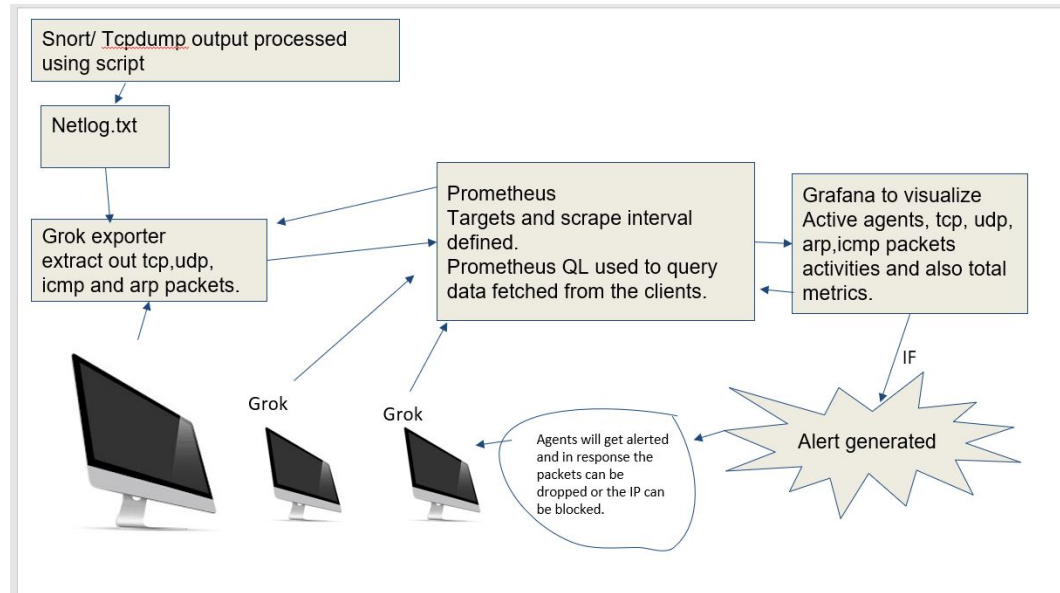 Snort/ Tcpdump output processed
using script
Netlog.txt
Grok exporter
extract out tcp,udp,
icmp and arp packets.
Prometheus
Targets and scrape interval
defined.
Prometheus QL used to query
data fetched from the clients.
Grafana to visualize
Active agents, tcp, udp,
arp,icmp packets
activities and also total
metrics.
IF
Grok
Grok
Agents will get alerted
and in response the
packets can be
dropped or the IP can
be blocked.
Alert generated